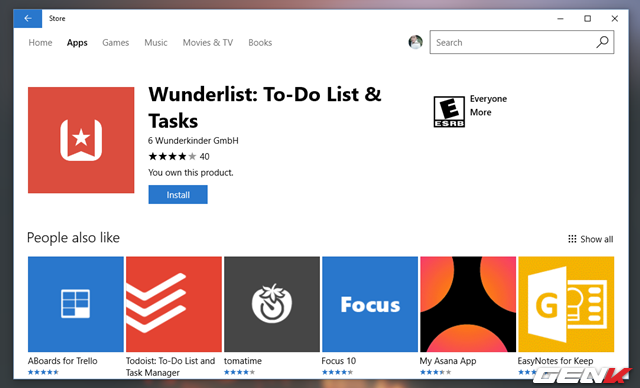 Store
Home Apps Games Music Movies & TV Books
Search
Wunderlist: To-Do List &
Tasks
6 Wunderkinder GmbH
40
You own this product.
Install
E
ESRB
Everyone
More
People also like
Show all
Focus
G
ABoards for Trello
Todoist: To-Do List and
Task Manager
tomatime
Focus 10
My Asana App
EasyNotes for Keep
GENK